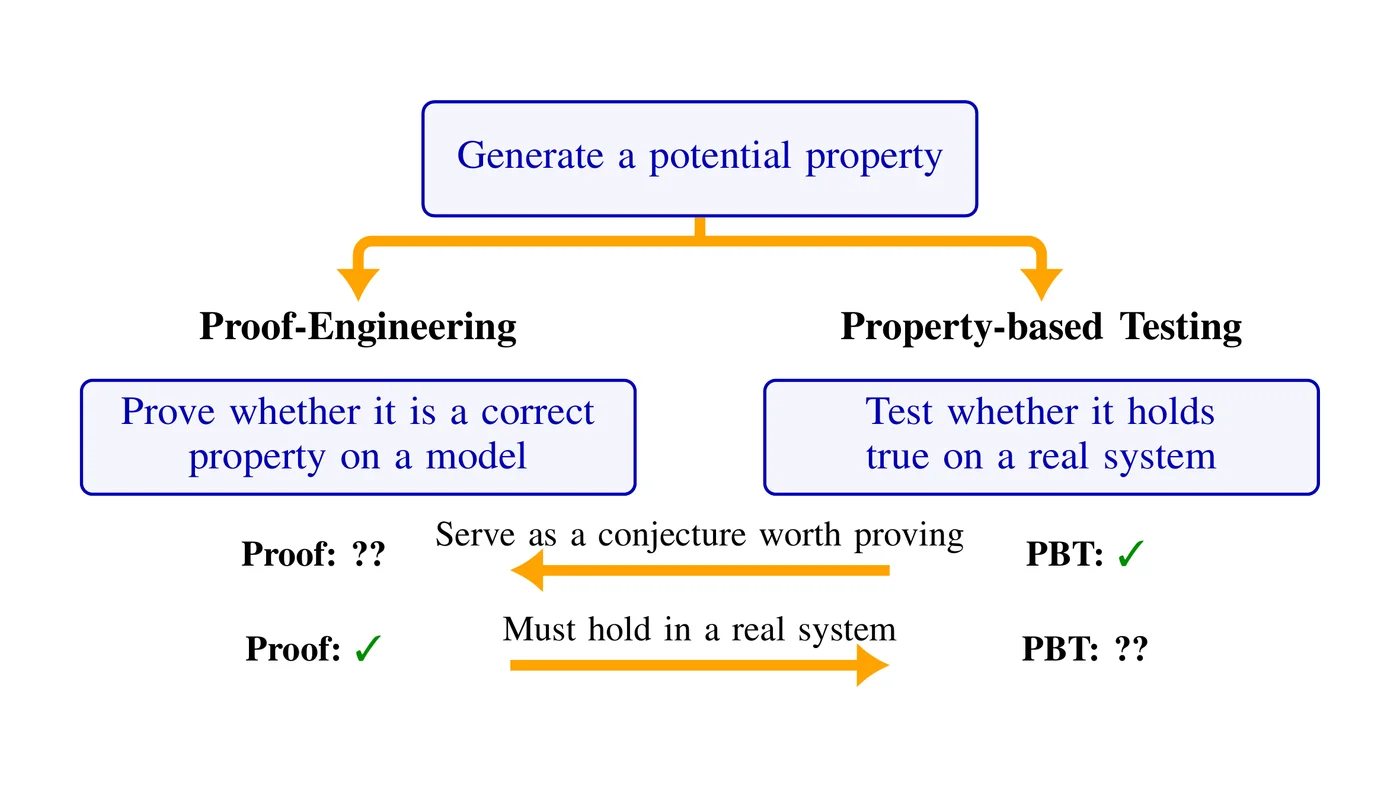 Generate a potential property
Proof-Engineering
Property-based Testing
Prove whether it is a correct
property on a model
Test whether it holds
true on a real system
Proof: ??
Serve as a conjecture worth proving
PBT: ✓
Proof: ✓
Must hold in a real system
PBT: ??